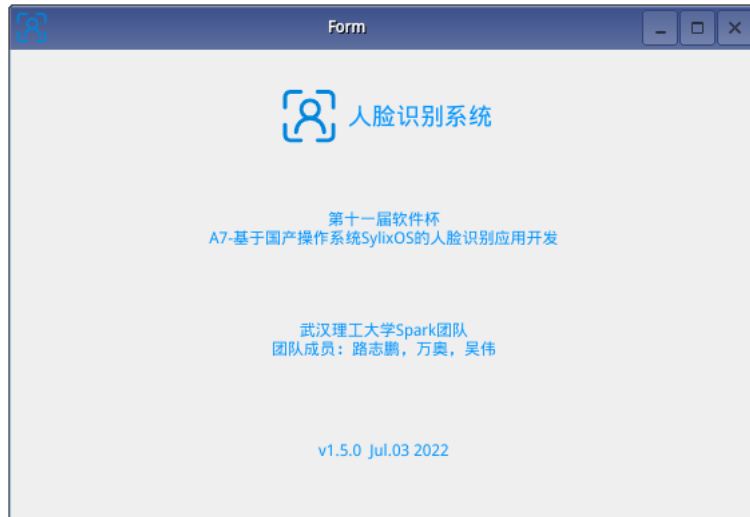 Form
人脸识别系统
第十一届软件杯
A7-基于国产操作系统SylixOS的人脸识别应用开发
武汉理工大学Spark团队
团队成员：路志鹏，万奥，吴伟
v1.5.0 Jul.03 2022